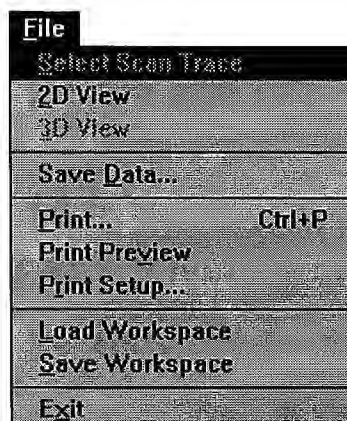 File
Select Scan Trace
2D View
3D View
Save Data...
Print... Ctrl+P
Print Preview
Print Setup...
Load Workspace
Save Workspace
Exit